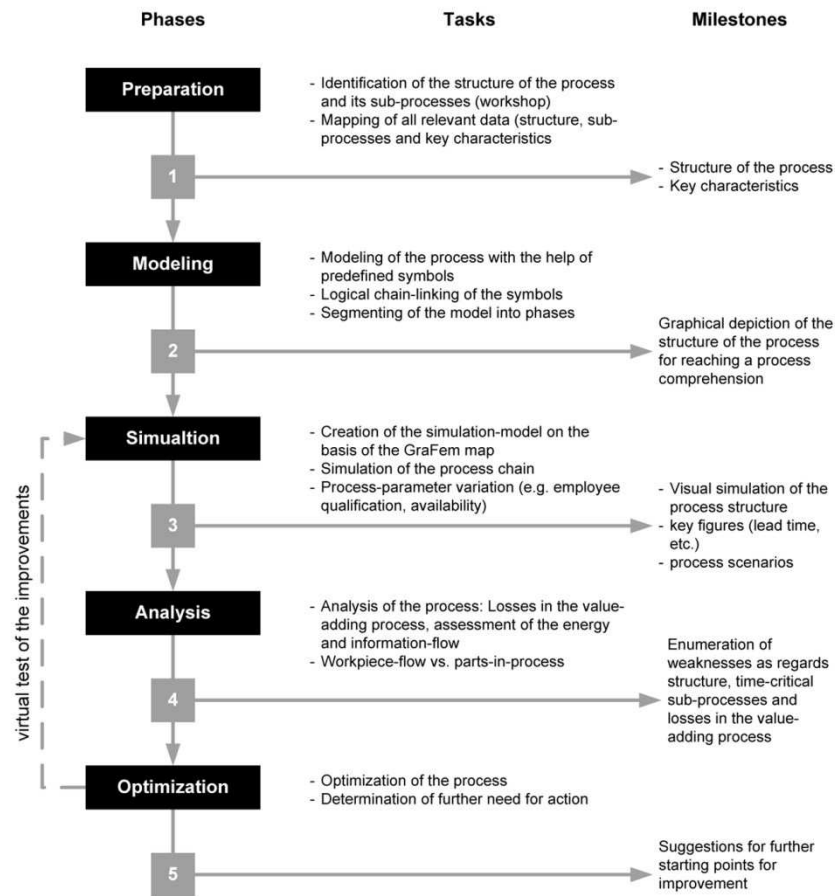 Phases
Tasks
Milestones
Preparation
- Identification of the structure of the process
and its sub-processes (workshop)
- Mapping of all relevant data (structure, sub-
processes and key characteristics
1
- Structure of the process
- Key characteristics
Modeling
- Modeling of the process with the help of
predefined symbols
- Logical chain-linking of the symbols
- Segmenting of the model into phases
2
Graphical depiction of the
structure of the process
for reaching a process
comprehension
Simualtion
- Creation of the simulation-model on the
basis of the GraFem map
- Simulation of the process chain
- Process-parameter variation (e.g. employee
qualification, availability)
3
- Visual simulation of the
process structure
- key figures (lead time,
etc.)
- process scenarios
Analysis
- Analysis of the process: Losses in the value-
adding process, assessment of the energy
and information-flow
- Workpiece-flow vs. parts-in-process
4
Enumeration of
weaknesses as regards
structure, time-critical
sub-processes and
losses in the value-
adding process
Optimization
- Optimization of the process
- Determination of further need for action
5
Suggestions for further
starting points for
improvement
virtual test of the improvements